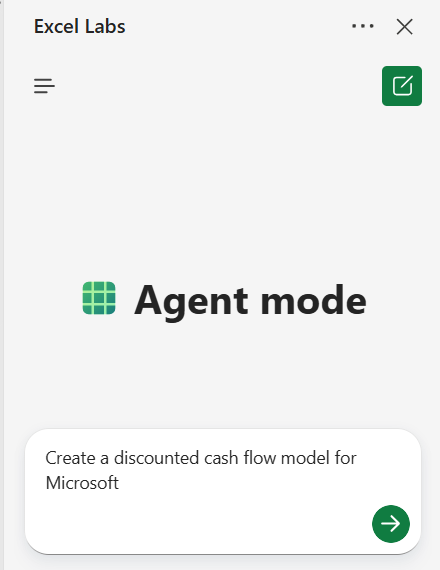 Excel Labs
Agent mode
Create a discounted cash flow model for
Microsoft